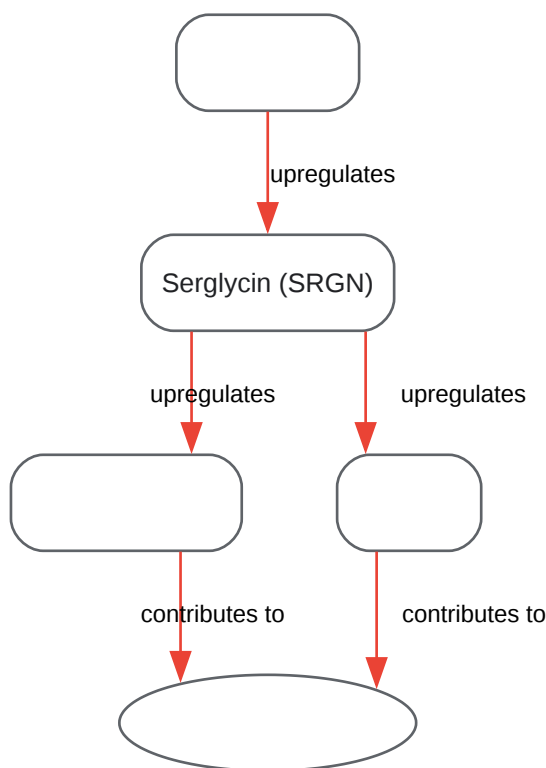 upregulates
Serglycin (SRGN)
upregulates
upregulates
contributes to
contributes to